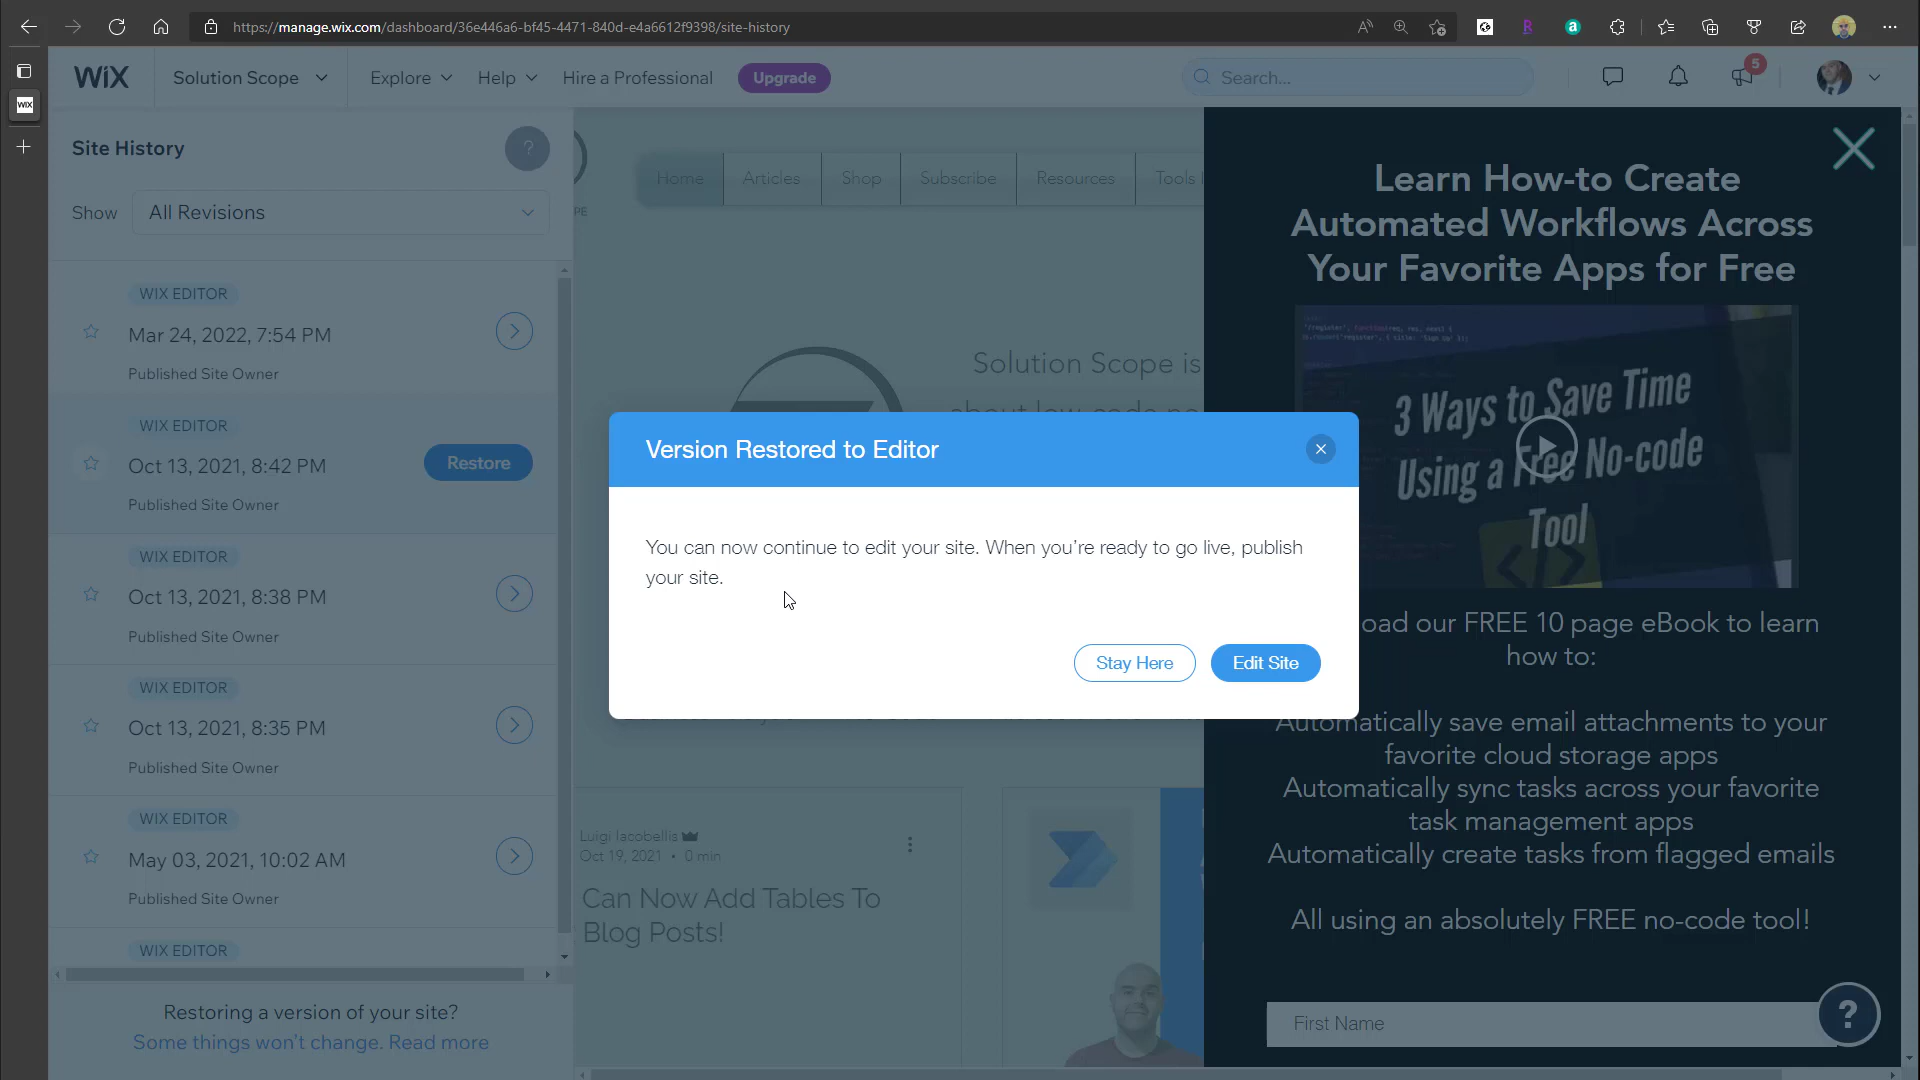 https://manage.wix.com/dashboard/36e446a6-bf45-4471-840d-e4a6612f9398/site-history
WiX
Solution Scope
Explore
Help
Hire a Professional
Upgrade
Search...
5
WIX
Site History
?
Show
All Revisions
WIX EDITOR
Mar 24, 2022, 7:54 PM
Published Site Owner
WIX EDITOR
Oct 13, 2021, 8:42 PM
Restore
Published Site Owner
WIX EDITOR
Oct 13, 2021, 8:38 PM
Published Site Owner
WIX EDITOR
Oct 13, 2021, 8:35 PM
Published Site Owner
WIX EDITOR
May 03, 2021, 10:02 AM
Published Site Owner
WIX EDITOR
Restoring a version of your site?
Some things won't change. Read more
Home
Articles
Shop
Subscribe
Resources
Tools
Solution Scope is
Version Restored to Editor
You can now continue to edit your site. When you're ready to go live, publish
your site.
Stay Here
Edit Site
Luigi Iacobellis
Oct 19, 2021 • 0 min
Can Now Add Tables To
Blog Posts!
Learn How-to Create
Automated Workflows Across
Your Favorite Apps for Free
3 Ways to Save Time
Using a Free No-code
Tool
</>
oad our FREE 10 page eBook to learn
how to:
Automatically save email attachments to your
favorite cloud storage apps
Automatically sync tasks across your favorite
task management apps
Automatically create tasks from flagged emails
All using an absolutely FREE no-code tool!
First Name
?